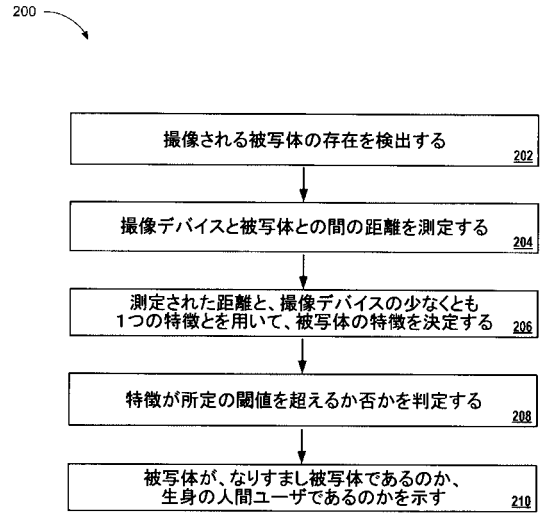 200
撮像される被写体の存在を検出する
202
撮像デバイスと被写体との間の距離を測定する
204
測定された距離と、撮像デバイスの少なくとも
1つの特徴とを用いて、被写体の特徴を決定する
206
特徴が所定の閾値を超えるか否かを判定する
208
被写体が、なりすまし被写体であるのか、
生身の人間ユーザであるのかを示す
210